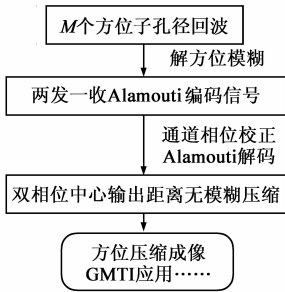 M个方位子孔径回波
解方位模糊
两发一收Alamouti编码信号
通道相位校正
Alamouti解码
双相位中心输出距离无模糊压缩
方位压缩成像
GMTI应用……